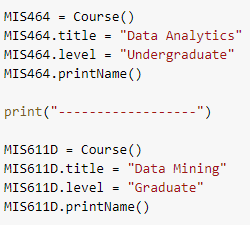 MIS464 = Course()
MIS464.title = "Data Analytics"
MIS464.level = "Undergraduate"
MIS464.printName()
print("------------------")
MIS611D = Course()
MIS611D.title = "Data Mining"
MIS611D.level = "Graduate"
MIS611D.printName()